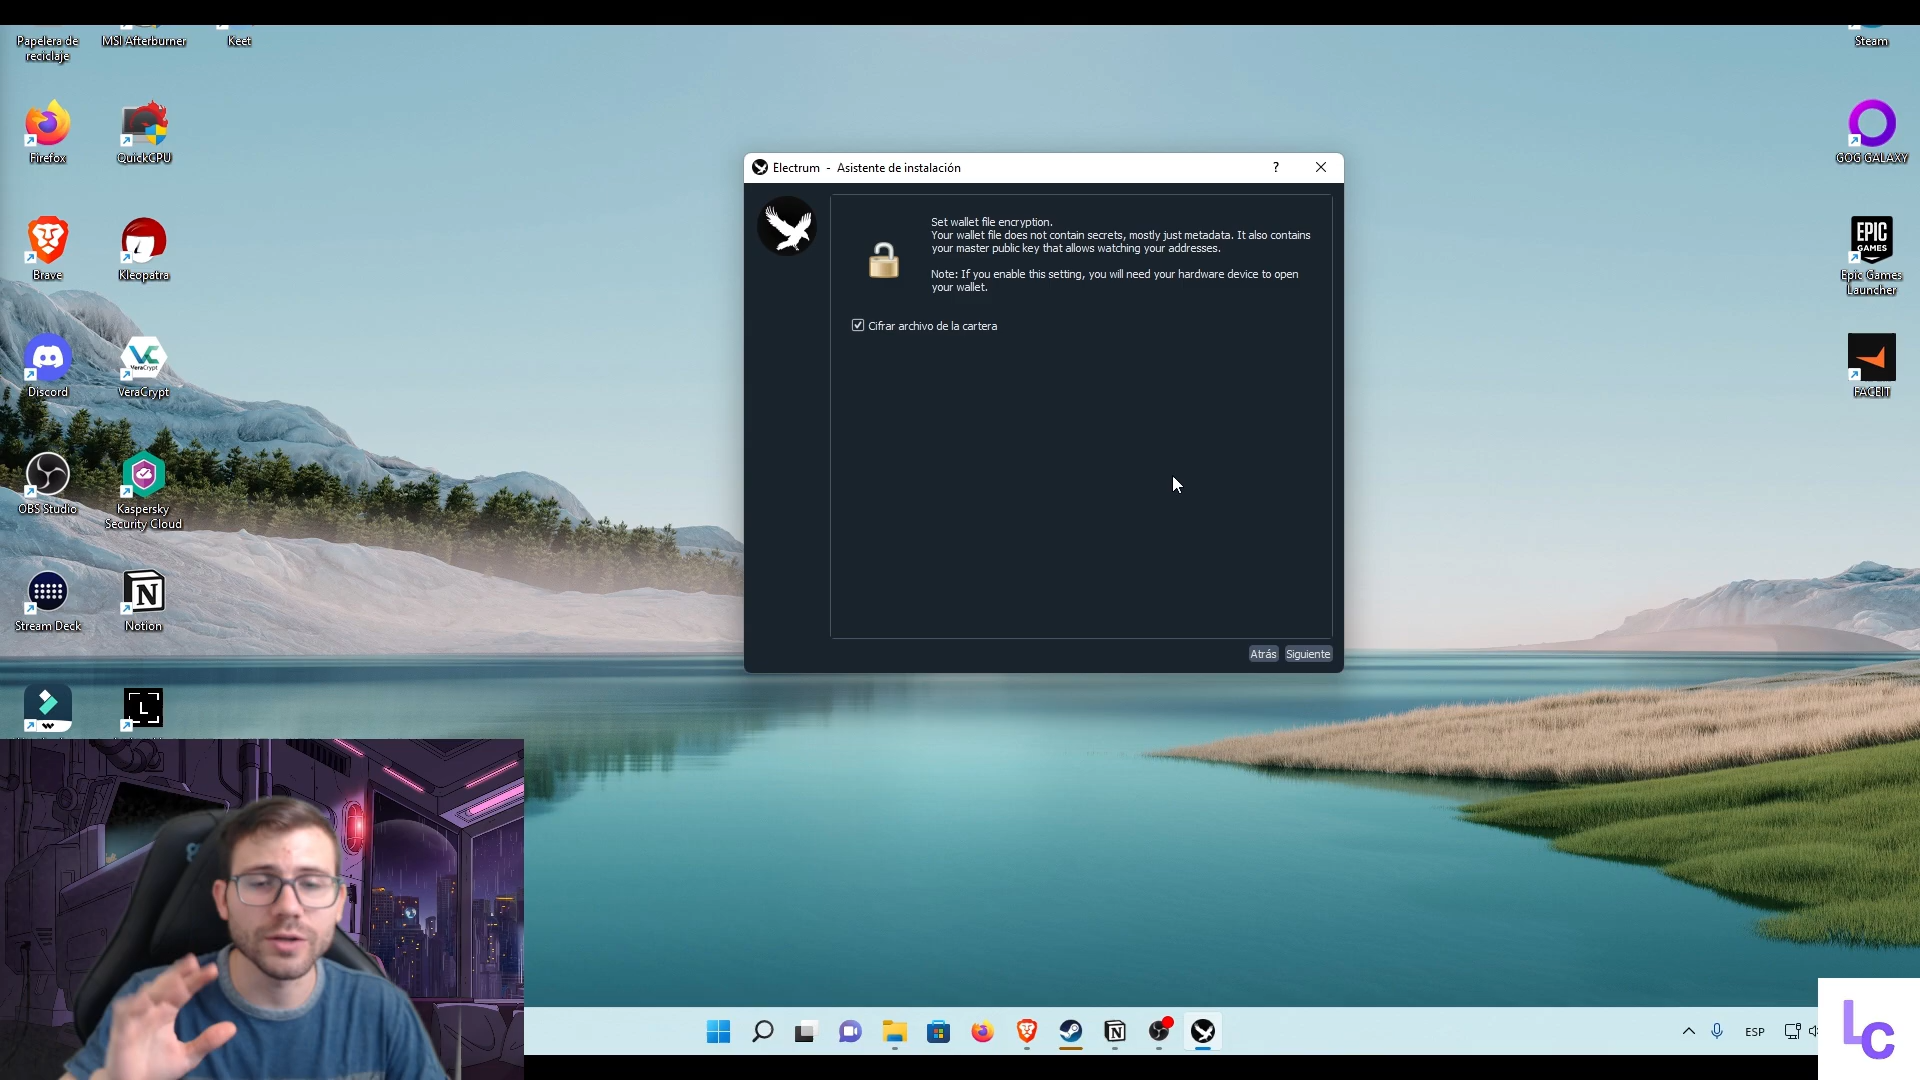 Papelera de
reciclaje
MSI Afterburner
Keet
Steam
Firefox
QuickCPU
GOG GALAXY
Brave
Kleopatra
EPIC
GAMES
Epic Games
Launcher
Discord
VeraCrypt
VeraCrypt
FACEIT
OBS Studio
Kaspersky
Security Cloud
Stream Deck
Notion
L
Electrum - Asistente de instalación
?
Set wallet file encryption.
Your wallet file does not contain secrets, mostly just metadata. It also contains
your master public key that allows watching your addresses.
Note: If you enable this setting, you will need your hardware device to open
your wallet.
Cifrar archivo de la cartera
Atrás
Siguiente
ESP
LC